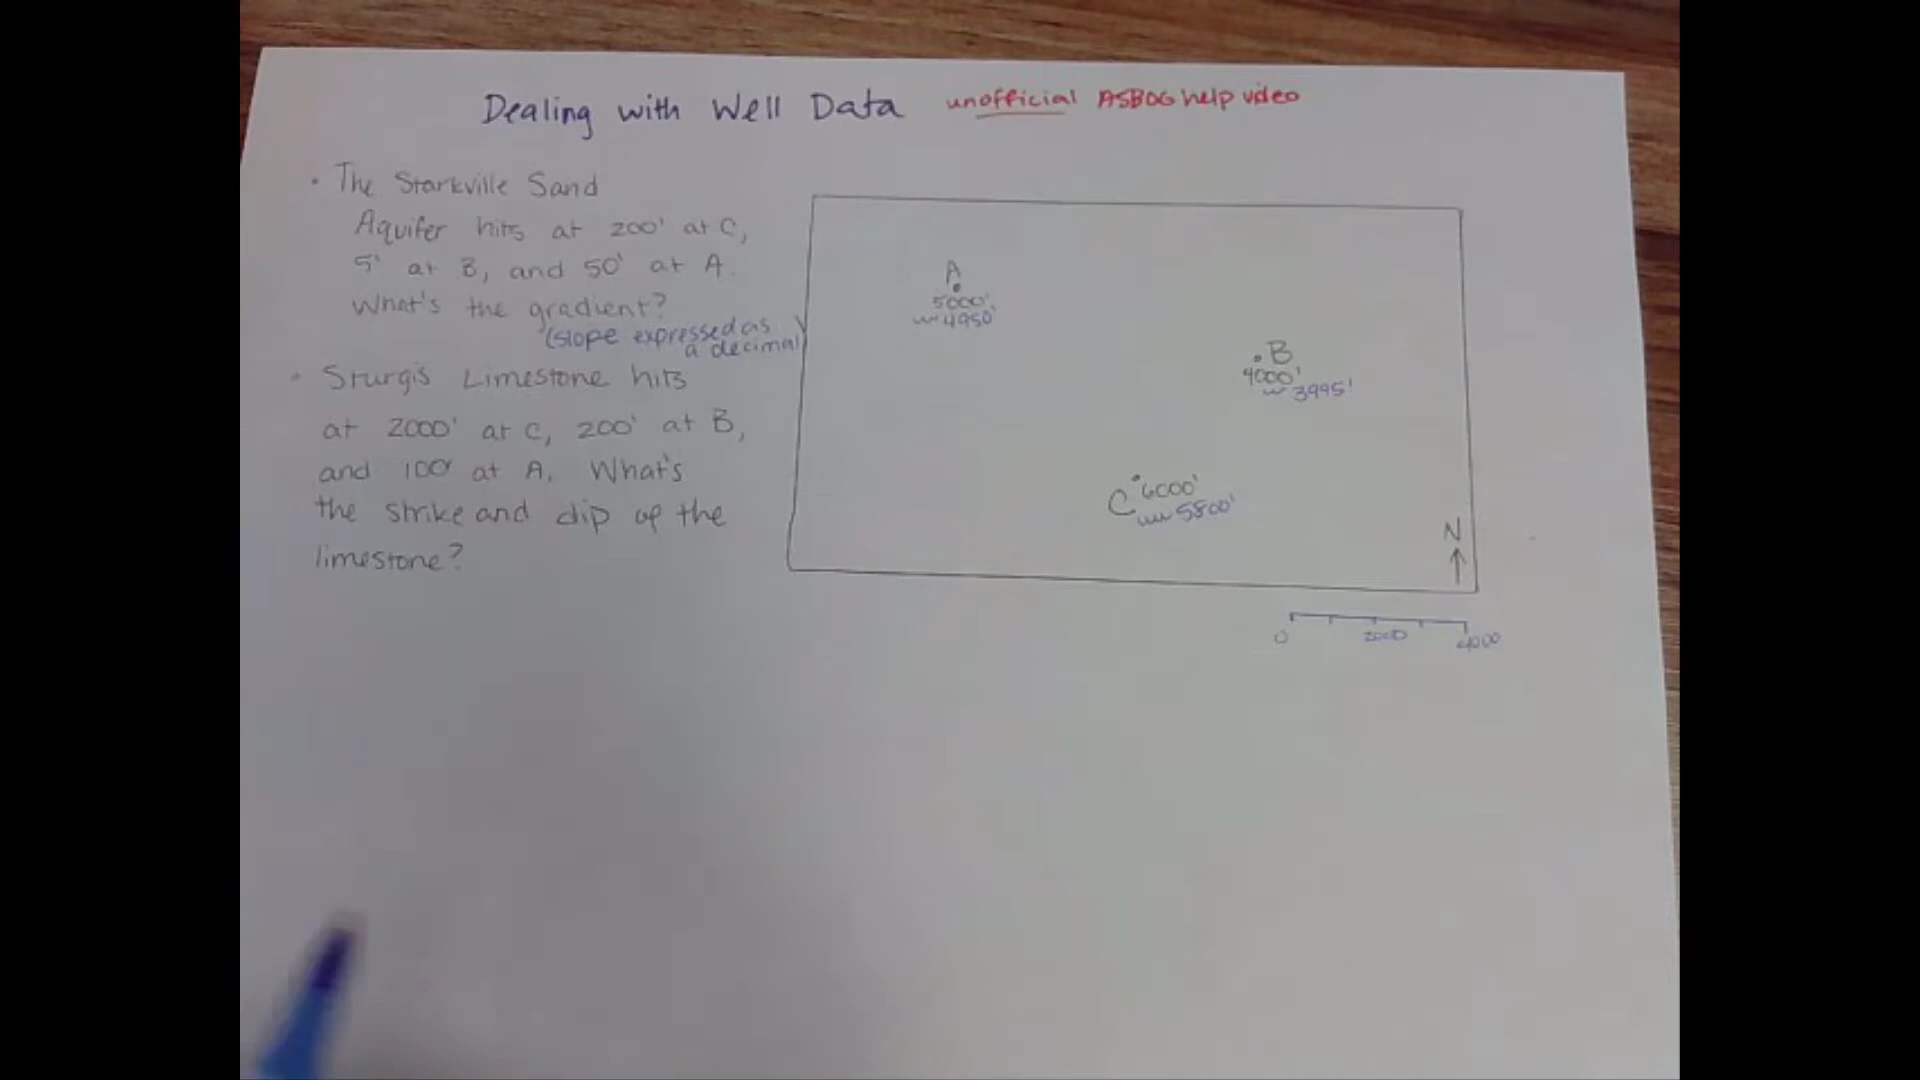 Dealing with Well Data unofficial ASBOG help video
• The Starkville Sand
Aquifer hits at 200' at C,
5' at B, and 50' at A.
What's the gradient?
(slope expressed as
a decimal)
• Sturgis Limestone hits
at 2000' at C, 200' at B,
and 100' at A. What's
the strike and dip of the
limestone?
A
5000'
4950'
B
4000'
3995'
C 6000'
5800'
N
0 2000 4000